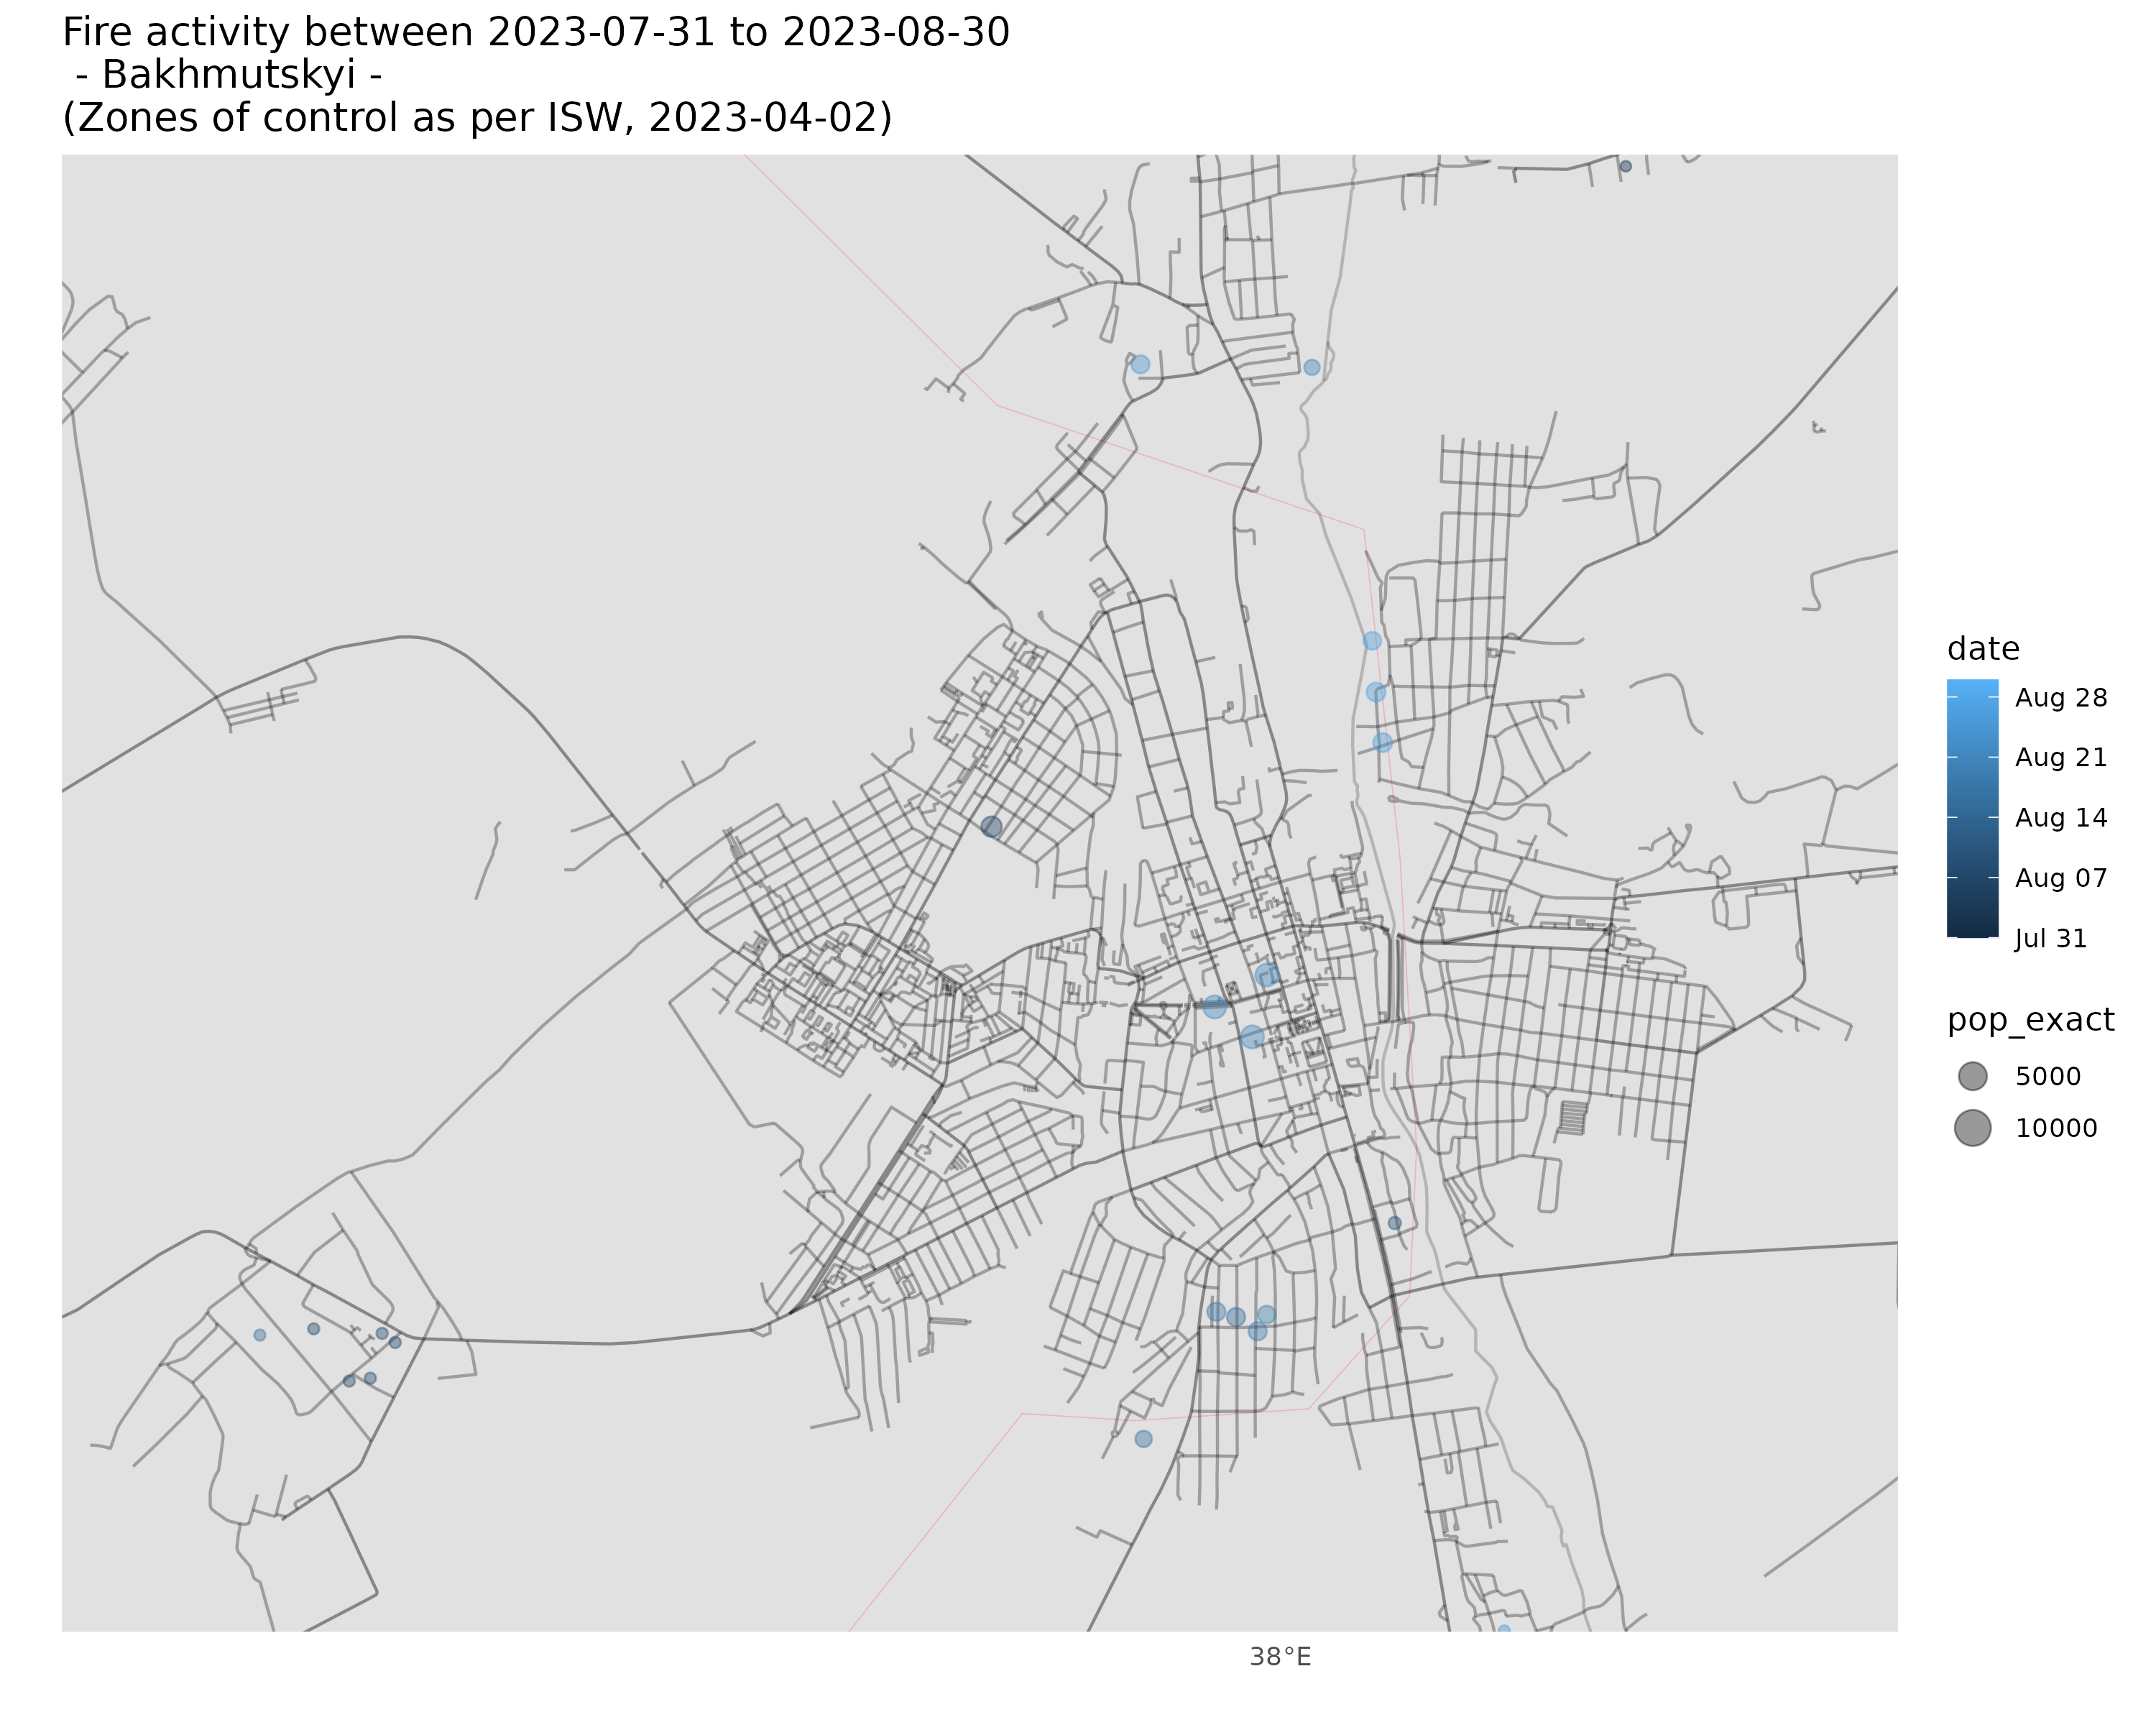 Fire activity between 2023-07-31 to 2023-08-30
- Bakhmutskyi -
(Zones of control as per ISW, 2023-04-02)
date
Aug 28
Aug 21
Aug 14
Aug 07
Jul 31
pop_exact
5000
10000
38°E